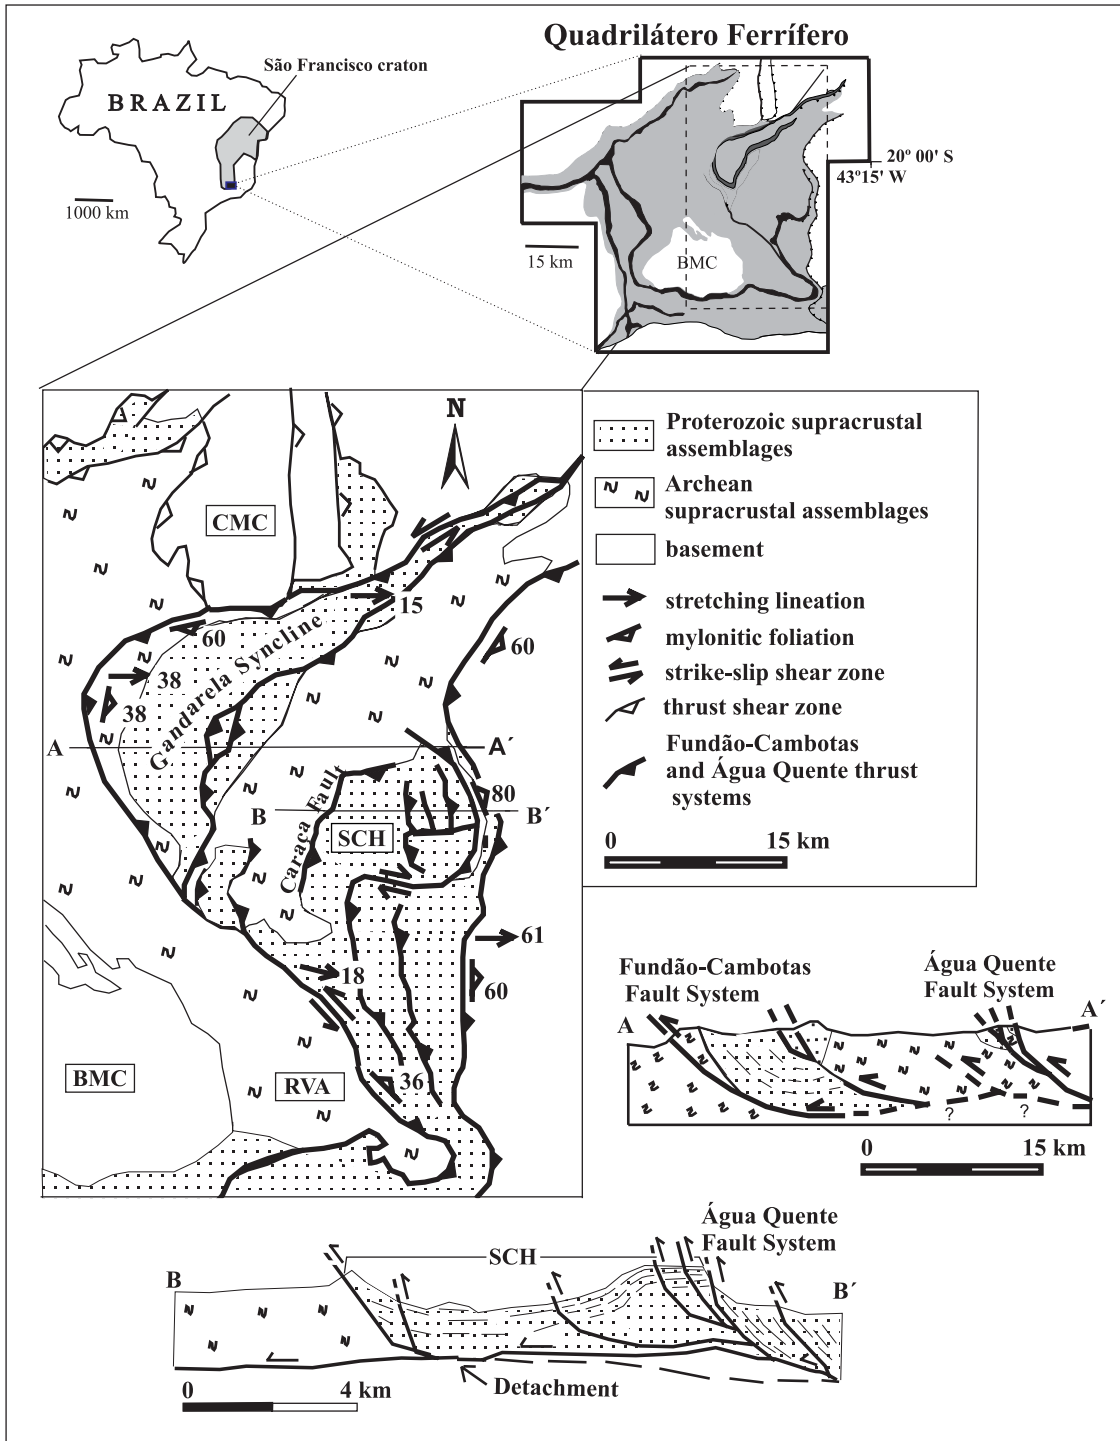 Quadrilátero Ferrífero
São Francisco craton
BRAZIL
1000 km
20º 00' S
43º15' W
15 km
BMC
N
CMC
15
60
Gandarela Syncline
38
38
60
A
A´
80
B
B´
Caraça Fault
SCH
61
18
60
36
BMC
RVA
Proterozoic supracrustal
assemblages
Archean
supracrustal assemblages
basement
stretching lineation
mylonitic foliation
strike-slip shear zone
thrust shear zone
Fundão-Cambotas
and Água Quente thrust
systems
0 15 km
Fundão-Cambotas
Fault System
Água Quente
Fault System
A
A´
?
?
0 15 km
Água Quente
Fault System
SCH
B
B´
Detachment
0 4 km